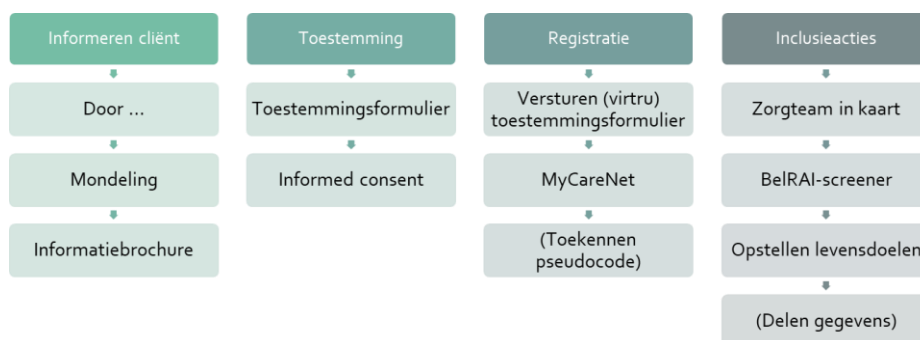 Informeren cliënt
Door ...
Mondeling
Informatiebrochure
Toestemming
Toestemmingsformulier
Informed consent
Registratie
Versturen (virtru)
toestemmingsformulier
MyCareNet
(Toekennen
pseudocode)
Inclusieacties
Zorgteam in kaart
BelRAI-screener
Opstellen levensdoelen
(Delen gegevens)